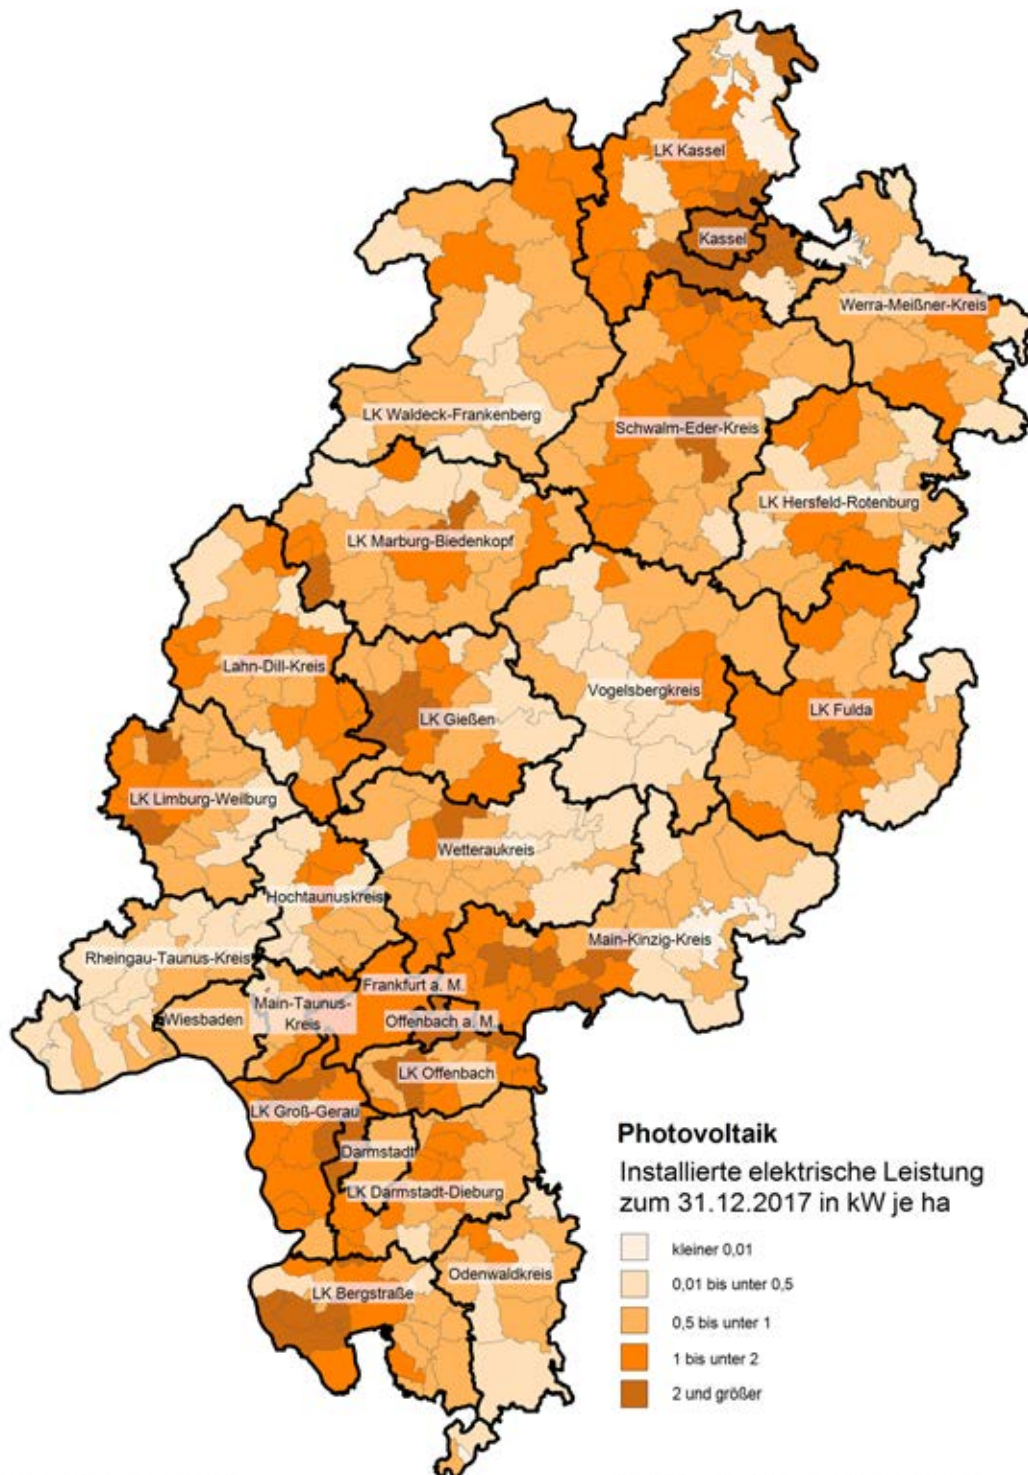 LK Kassel
Kassel
Werra-Meißner-Kreis
LK Waldeck-Frankenberg
Schwalm-Eder-Kreis
LK Hersfeld-Rotenburg
LK Marburg-Biedenkopf
Lahn-Dill-Kreis
Vogelsbergkreis
LK Gießen
LK Fulda
LK Limburg-Weilburg
Wetteraukreis
Hochtaunuskreis
Main-Kinzig-Kreis
Rheingau-Taunus-Kreis
Frankfurt a. M.
Main-Taunus-
Kreis
Wiesbaden
Offenbach a. M.
LK Offenbach
LK Groß-Gerau
Darmstadt
LK Darmstadt-Dieburg
Odenwaldkreis
LK Bergstraße
Photovoltaik
Installierte elektrische Leistung
zum 31.12.2017 in kW je ha
kleiner 0,01
0,01 bis unter 0,5
0,5 bis unter 1
1 bis unter 2
2 und größer